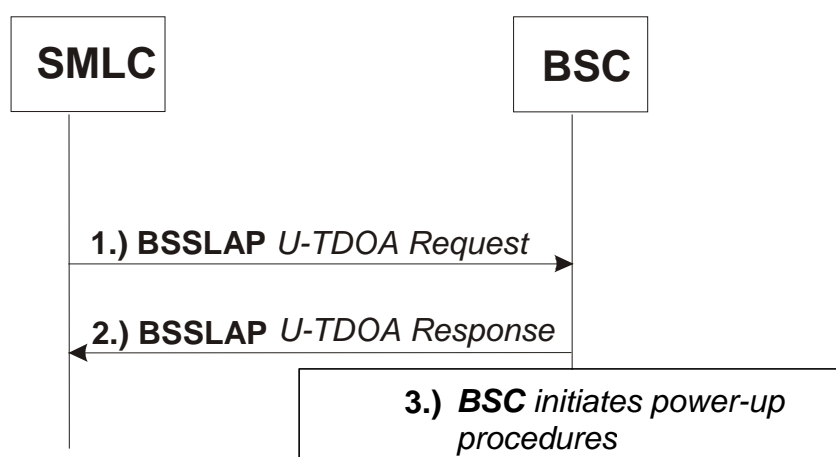 SMLC
BSC
1.) BSSLAP U-TDOA Request
2.) BSSLAP U-TDOA Response
3.) BSC initiates power-up
procedures